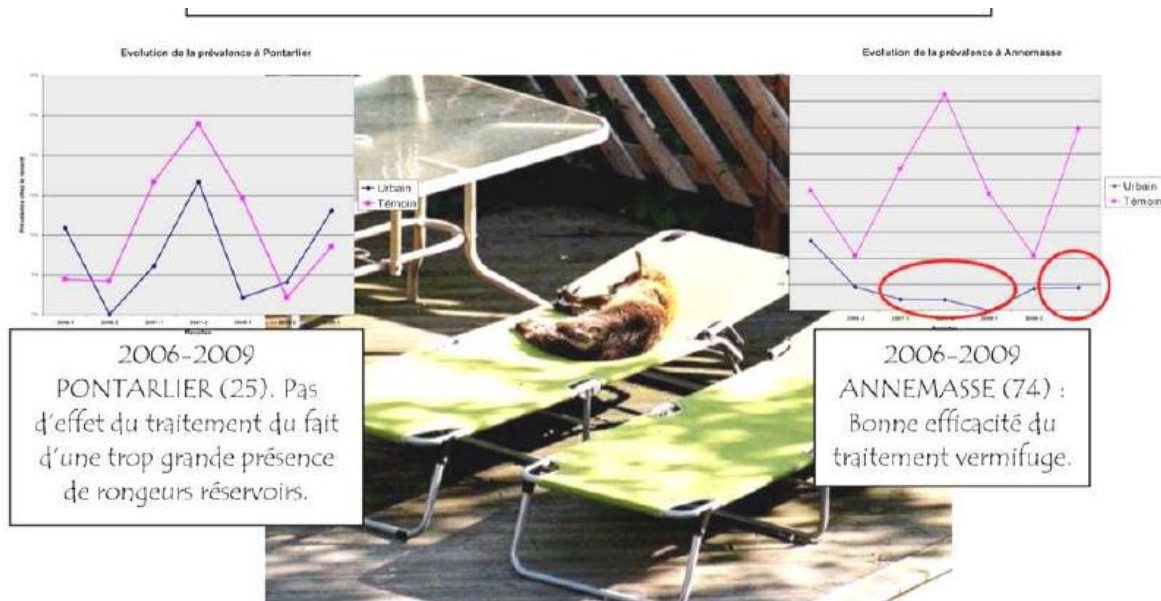 Evolution de la prévalence à Pontarlier
Urbain
Témoin
2006-2009
PONTARLIER (25). Pas
d'effet du traitement du fait
d'une trop grande présence
de rongeurs réservoirs.
Evolution de la prévalence à Annemasse
Urbain
Témoin
2006-2009
ANNEMASSE (74) :
Bonne efficacité du
traitement vermifuge.